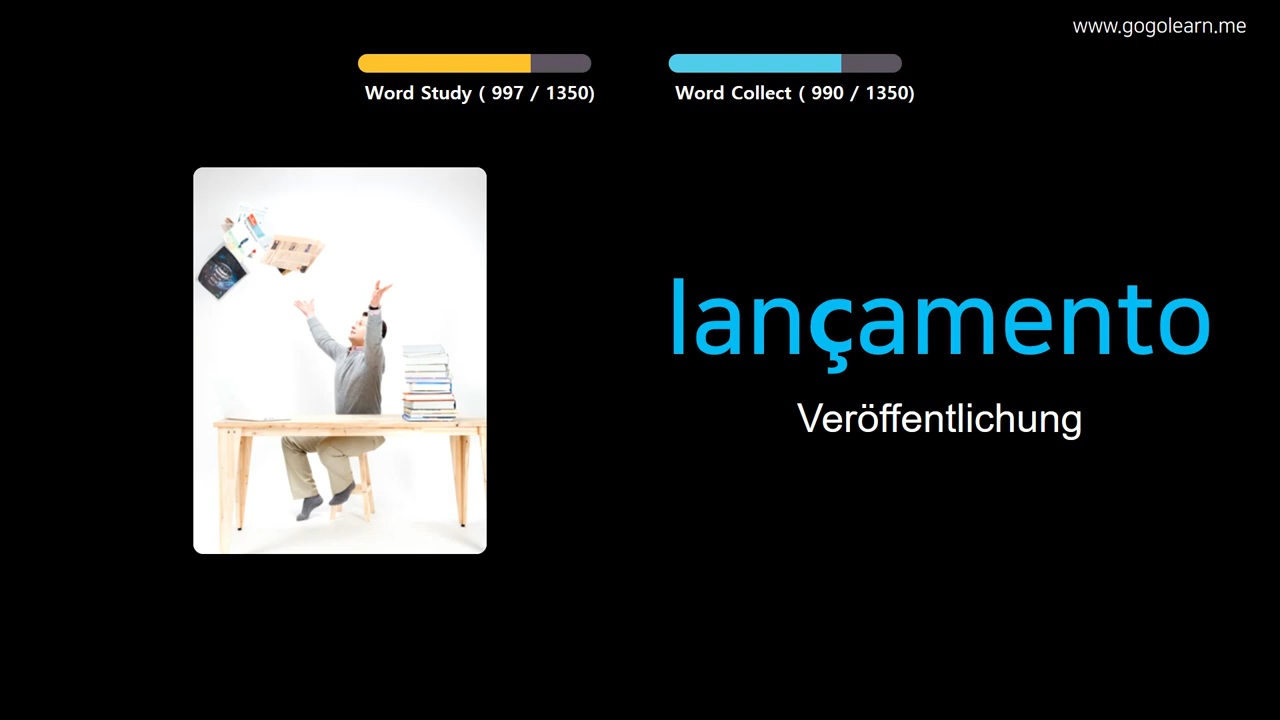 www.gogolearn.me
Word Study ( 997 / 1350)
Word Collect ( 990 / 1350)
lançamento
Veröffentlichung